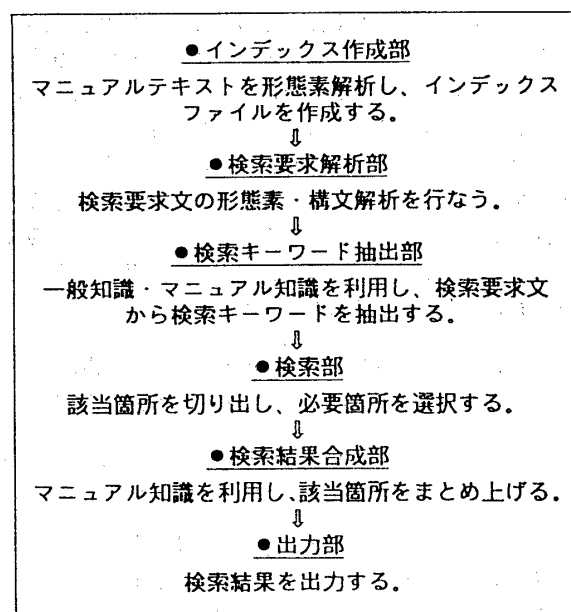 ●インデックス作成部
マニュアルテキストを形態素解析し、インデックス
ファイルを作成する。
⇩
●検索要求解析部
検索要求文の形態素・構文解析を行なう。
⇩
●検索キーワード抽出部
一般知識・マニュアル知識を利用し、検索要求文
から検索キーワードを抽出する。
⇩
●検索部
該当箇所を切り出し、必要箇所を選択する。
⇩
●検索結果合成部
マニュアル知識を利用し、該当箇所をまとめ上げる。
⇩
●出力部
検索結果を出力する。